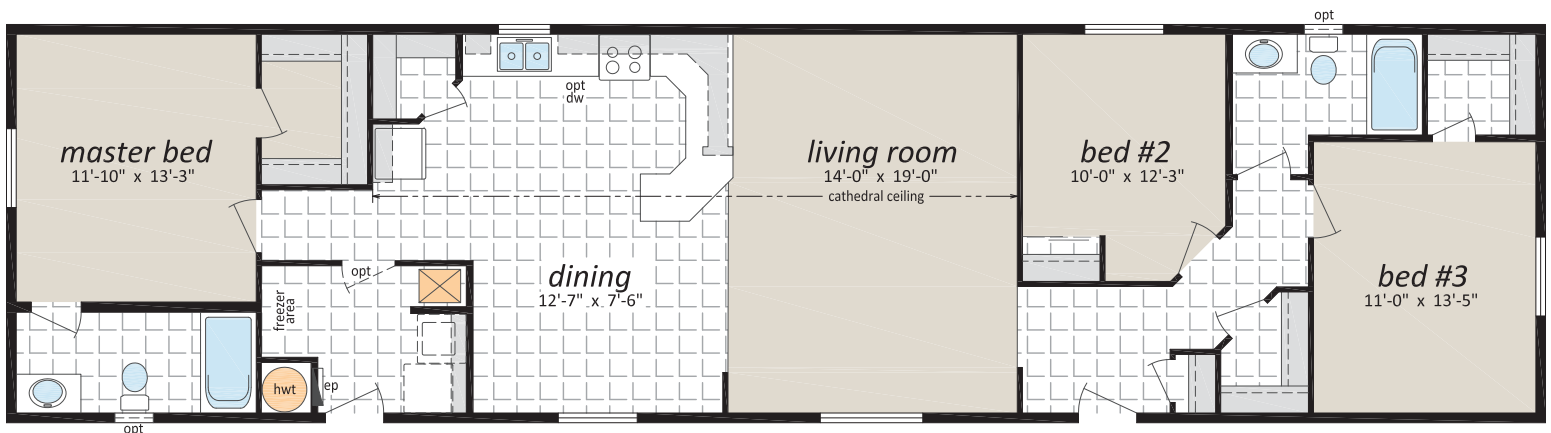 opt
master bed
11'-10" x 13'-3"
opt
dw
living room
14'-0" x 19'-0"
cathedral ceiling
bed #2
10'-0" x 12'-3"
opt
dining
12'-7" x 7'-6"
bed #3
11'-0" x 13'-5"
freezer
area
hwt
ep
opt